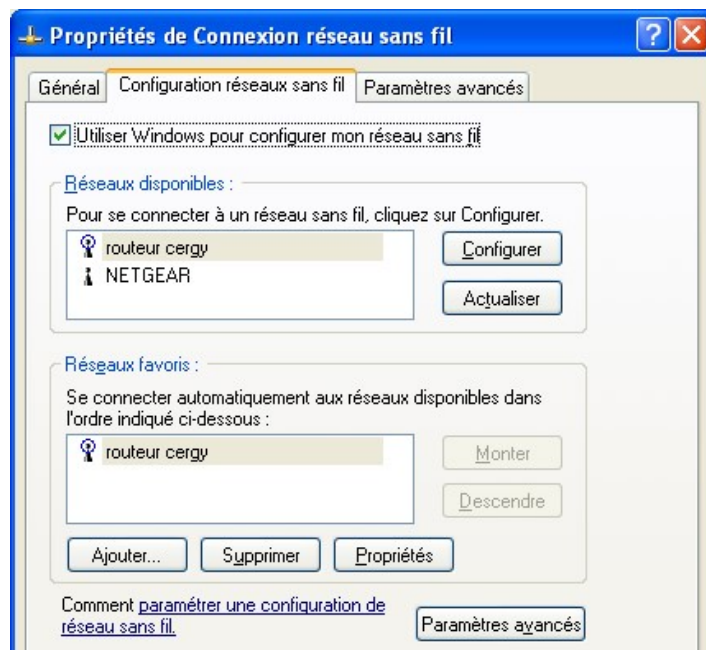 Propriétés de Connexion réseau sans fil
?
Général
Configuration réseaux sans fil
Paramètres avancés
Utiliser Windows pour configurer mon réseau sans fil
Réseaux disponibles :
Pour se connecter à un réseau sans fil, cliquez sur Configurer.
routeur cergy
NETGEAR
Configurer
Actualiser
Réseaux favoris :
Se connecter automatiquement aux réseaux disponibles dans
l'ordre indiqué ci-dessous :
routeur cergy
Monter
Descendre
Ajouter...
Supprimer
Propriétés
Comment paramétrer une configuration de
réseau sans fil.
Paramètres avancés